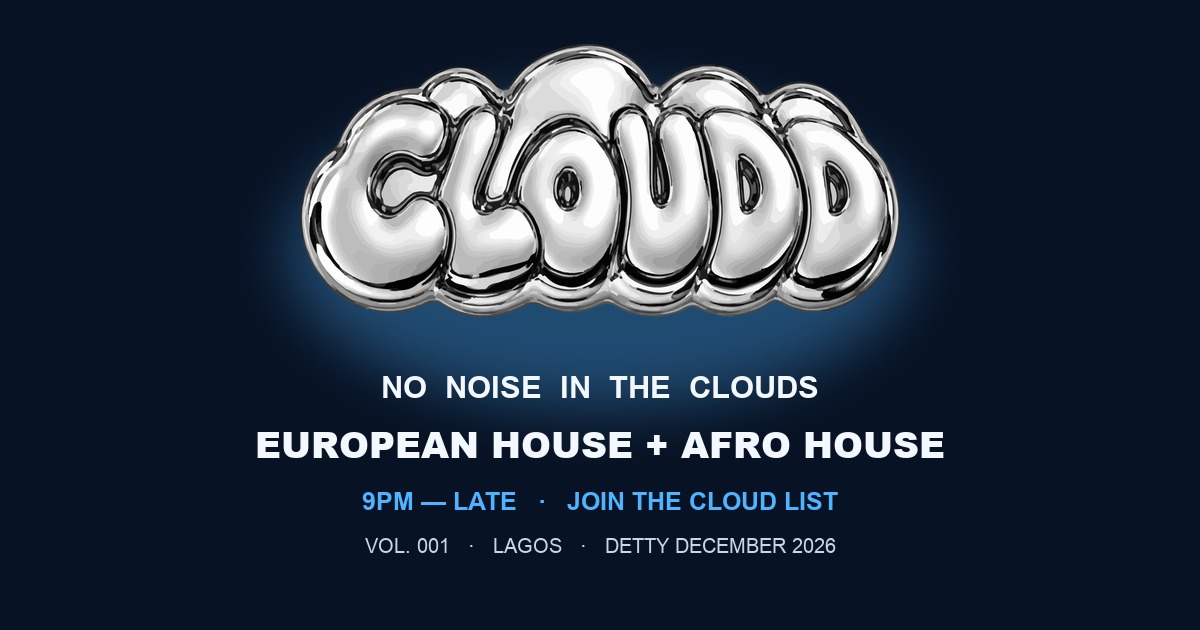 CLOUDD
NO NOISE IN THE CLOUDS
EUROPEAN HOUSE + AFRO HOUSE
9PM — LATE · JOIN THE CLOUD LIST
VOL. 001 · LAGOS · DETTY DECEMBER 2026